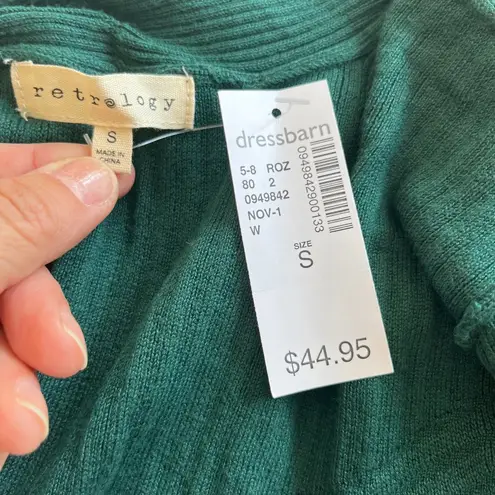 retrology
S
MADE IN
CHINA
dressbarn
5-8 ROZ
80 2
0949842
NOV-1
W
0949842900133
SIZE
S
$44.95